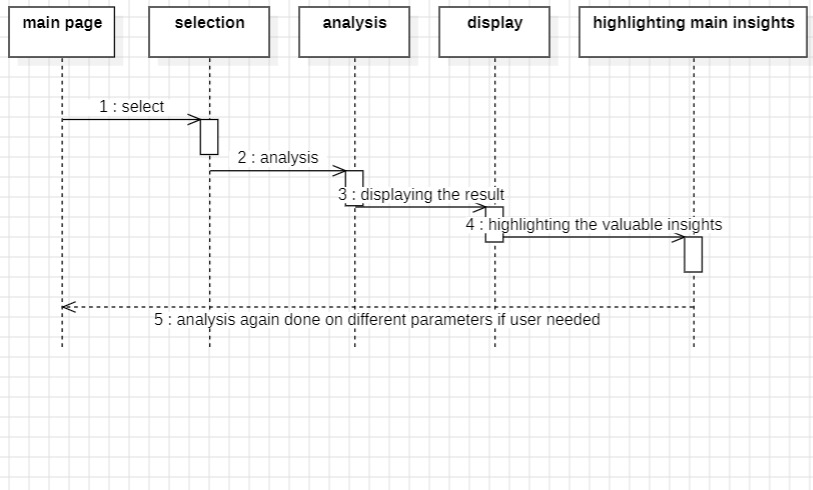 main page
selection
analysis
display
highlighting main insights
1 : select
2 : analysis
3 : displaying the result
4 : highlighting the valuable insights
5 : analysis again done on different parameters if user needed